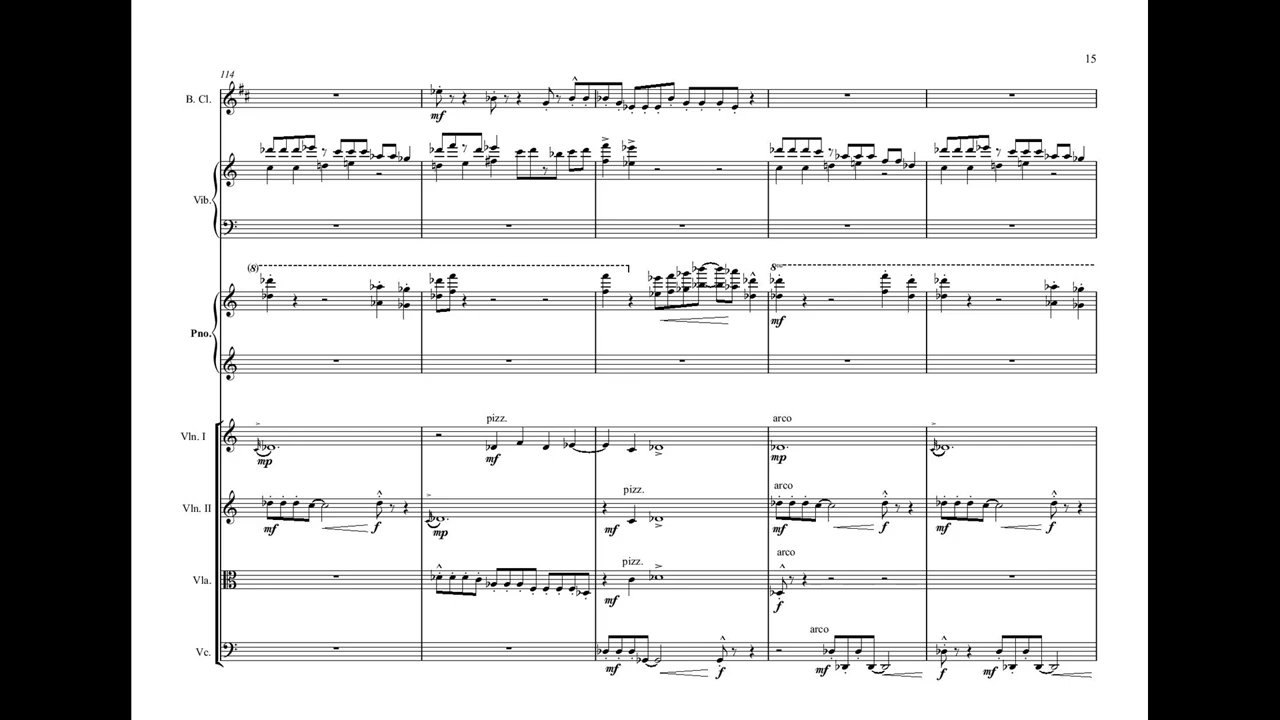 15
114
B. Cl.
mf
Vib.
(8)
8
Pno.
mf
pizz.
arco
Vln. I
mp
mf
mp
pizz.
arco
Vln. II
mf
f
mp
mf
mf
f
mf
f
pizz.
arco
Vla.
mf
f
arco
Vc.
mf
f
mf
f
mf